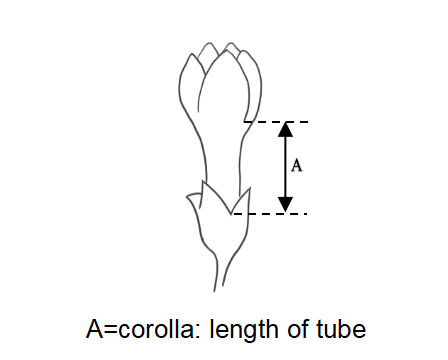 A
A=corolla: length of tube